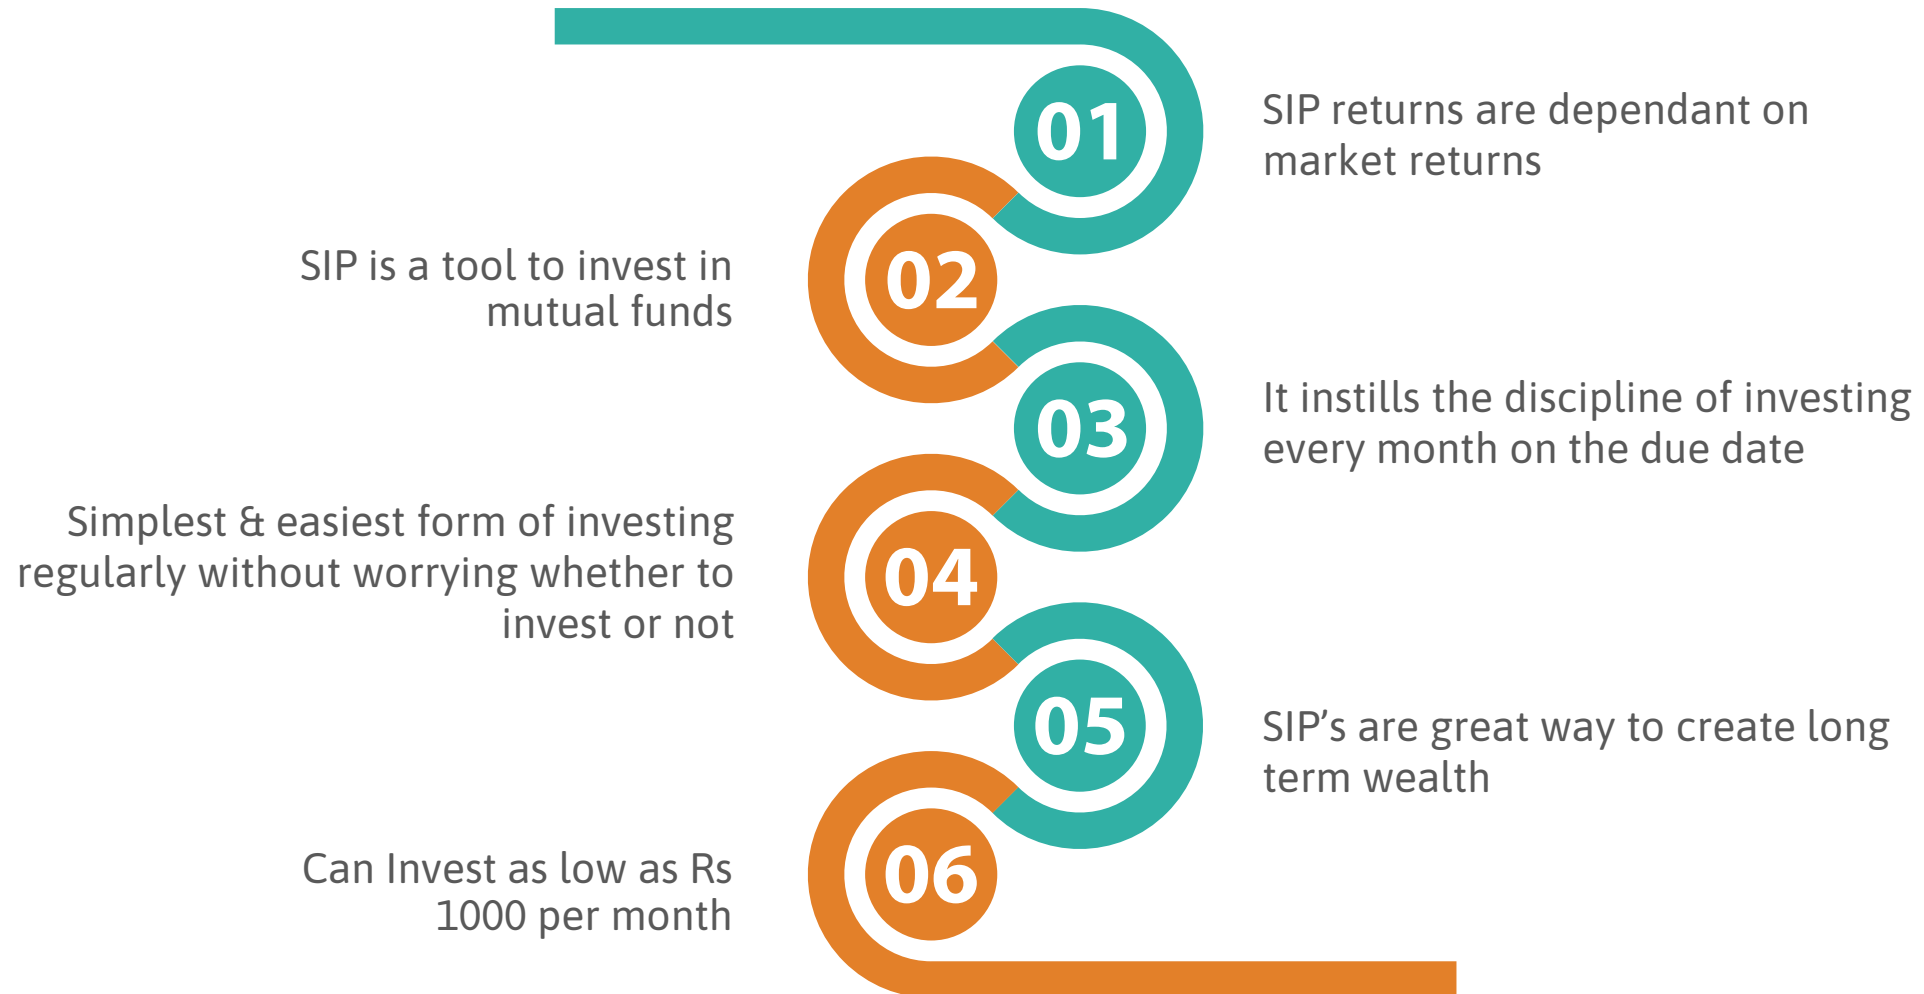 01
SIP returns are dependant on
market returns
02
SIP is a tool to invest in
mutual funds
03
It instills the discipline of investing
every month on the due date
04
Simplest & easiest form of investing
regularly without worrying whether to
invest or not
05
SIP’s are great way to create long
term wealth
06
Can Invest as low as Rs
1000 per month